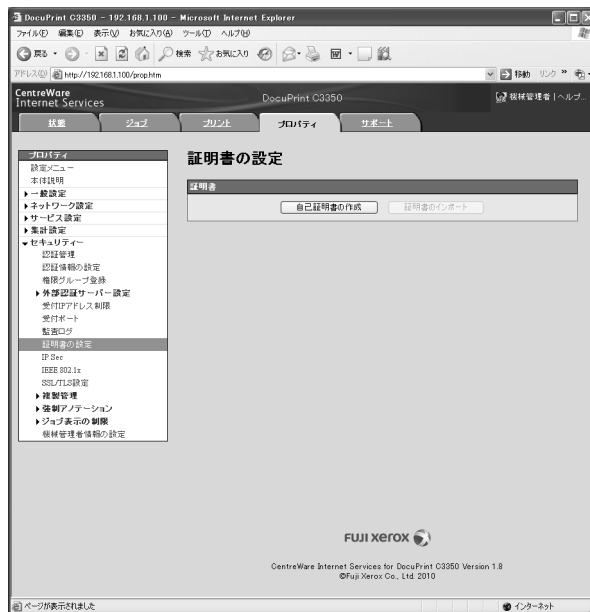 DocuPrint C3350 - 192.168.1.100 - Microsoft Internet Explorer
ファイル(F) 編集(E) 表示(V) お気に入り(A) ツール(T) ヘルプ(H)
戻る 検索 お気に入り
アドレス(D) http://192.168.1.100/prop.htm 移動 リンク »
CentreWare
Internet Services
DocuPrint C3350
機械管理者 | ヘルプ...
状態 ジョブ プリント プロパティ サポート
プロパティ
設定メニュー
本体説明
一般設定
ネットワーク設定
サービス設定
集計設定
セキュリティー
認証管理
認証情報の設定
権限グループ登録
外部認証サーバー設定
受付IPアドレス制限
受付ポート
監査ログ
証明書の設定
IP Sec
IEEE 802.1x
SSL/TLS設定
複製管理
強制アノテーション
ジョブ表示の制限
機械管理者情報の設定
証明書の設定
証明書
自己証明書の作成 証明書のインポート
FUJI XEROX
CentreWare Internet Services for DocuPrint C3350 Version 1.8
©Fuji Xerox Co., Ltd. 2010
ページが表示されました インターネット